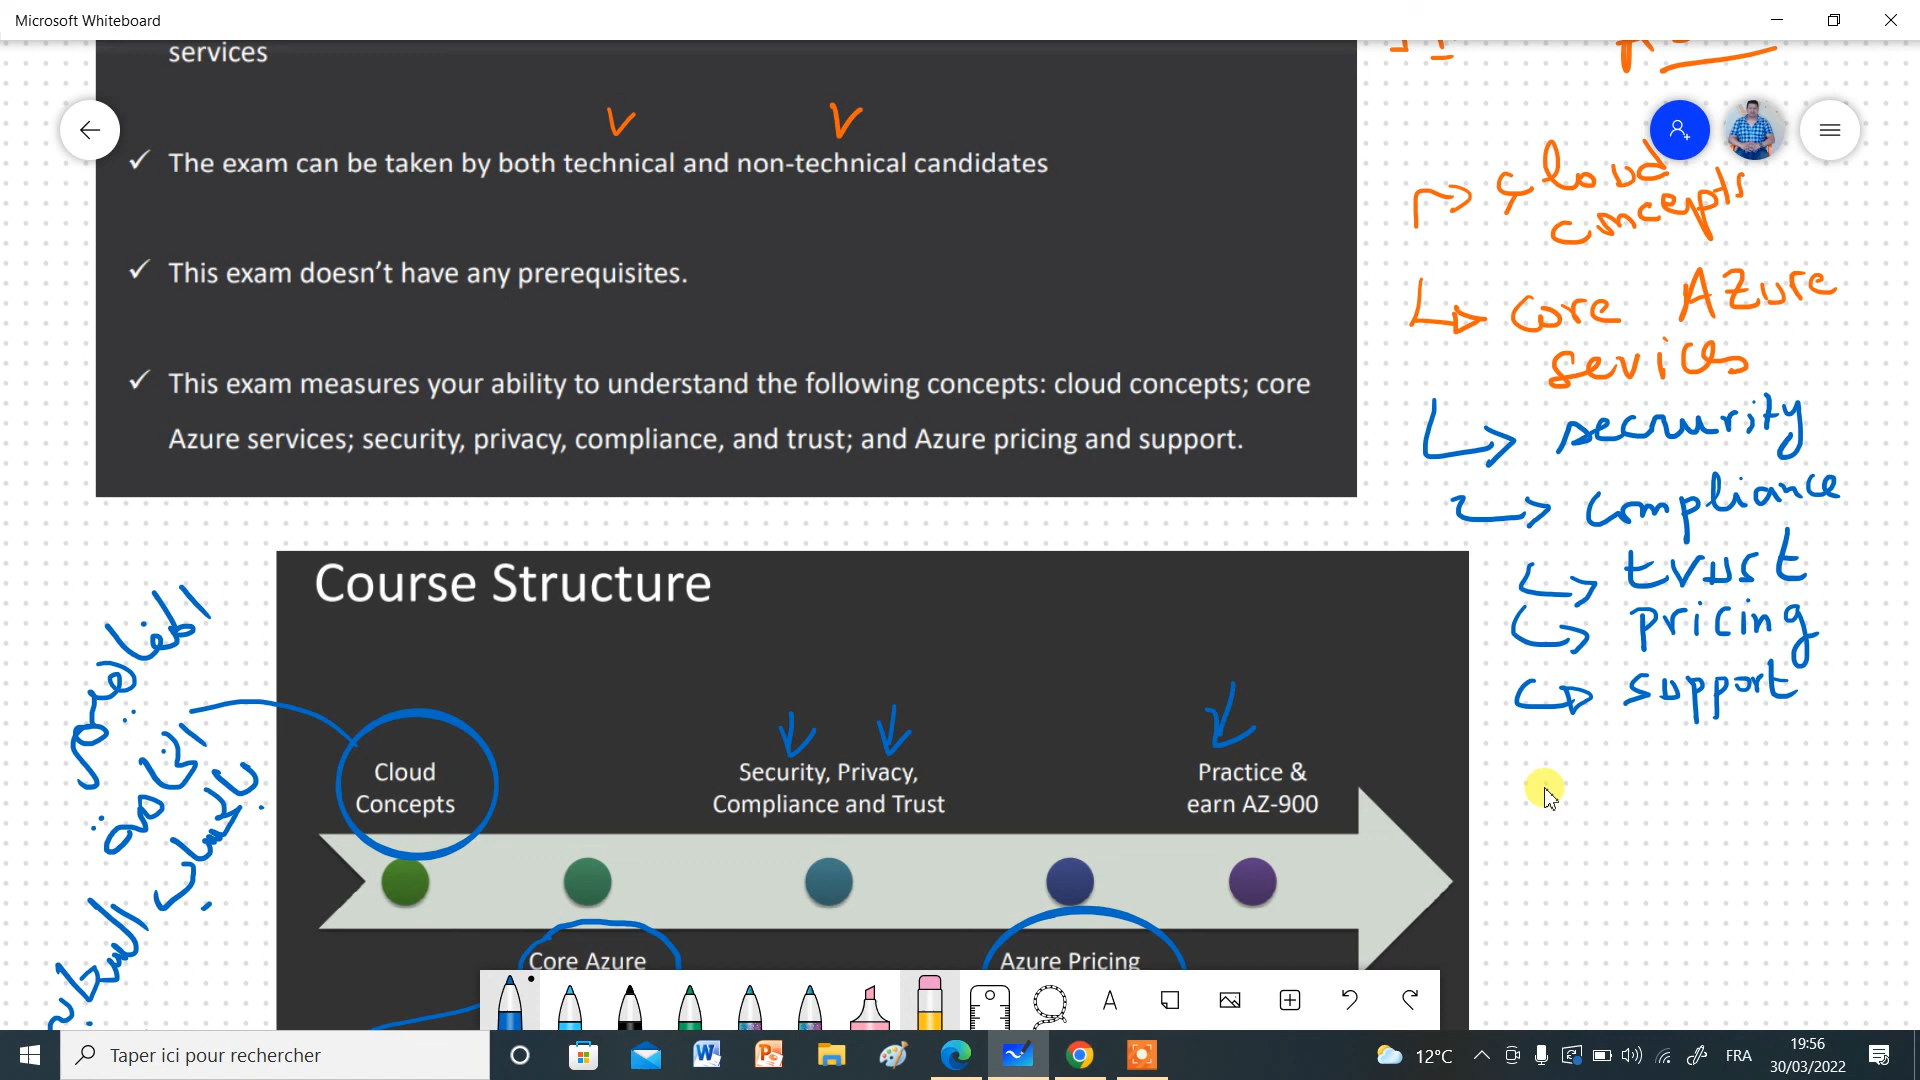 Microsoft Whiteboard
services
✓ The exam can be taken by both technical and non-technical candidates
✓ This exam doesn’t have any prerequisites.
✓ This exam measures your ability to understand the following concepts: cloud concepts; core
Azure services; security, privacy, compliance, and trust; and Azure pricing and support.
cloud
concepts
core AZure
sevices
secrurity
compliance
trust
pricing
support
Course Structure
Cloud
Concepts
Security, Privacy,
Compliance and Trust
Practice &
earn AZ-900
Core Azure
Azure Pricing
Taper ici pour rechercher
12°C
FRA
19:56
30/03/2022